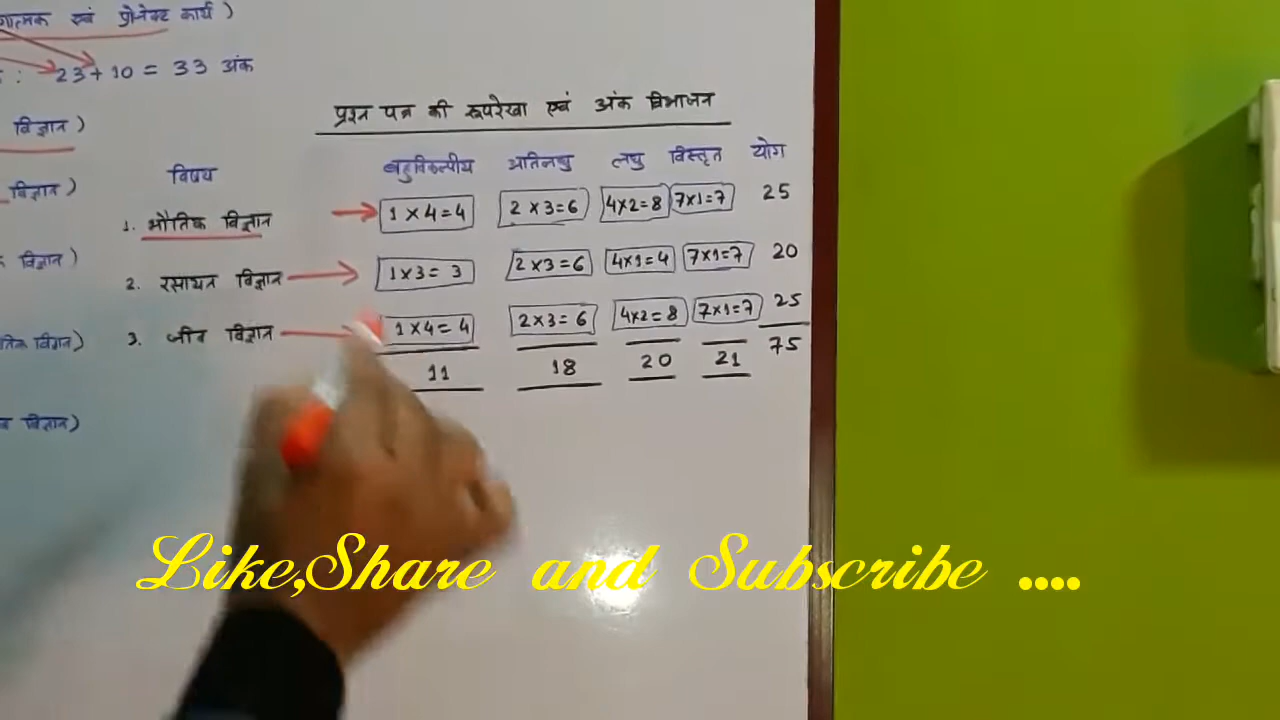 एवं प्रोजेक्ट कार्य )
: 23 + 10 = 33 अंक
विज्ञान )
विज्ञान )
विज्ञान )
विज्ञान )
विज्ञान )
प्रश्न पत्र की रूपरेखा एवं अंक विभाजन
विषय बहुविकल्पीय अतिलघु लघु विस्तृत योग
1. भौतिक विज्ञान 1 × 4 = 4 2 × 3 = 6 4 × 2 = 8 7 × 1 = 7 25
2. रसायन विज्ञान 1 × 3 = 3 2 × 3 = 6 4 × 1 = 4 7 × 1 = 7 20
3. जीव विज्ञान 1 × 4 = 4 2 × 3 = 6 4 × 2 = 8 7 × 1 = 7 25
11 18 20 21 75
Like,Share and Subscribe ....